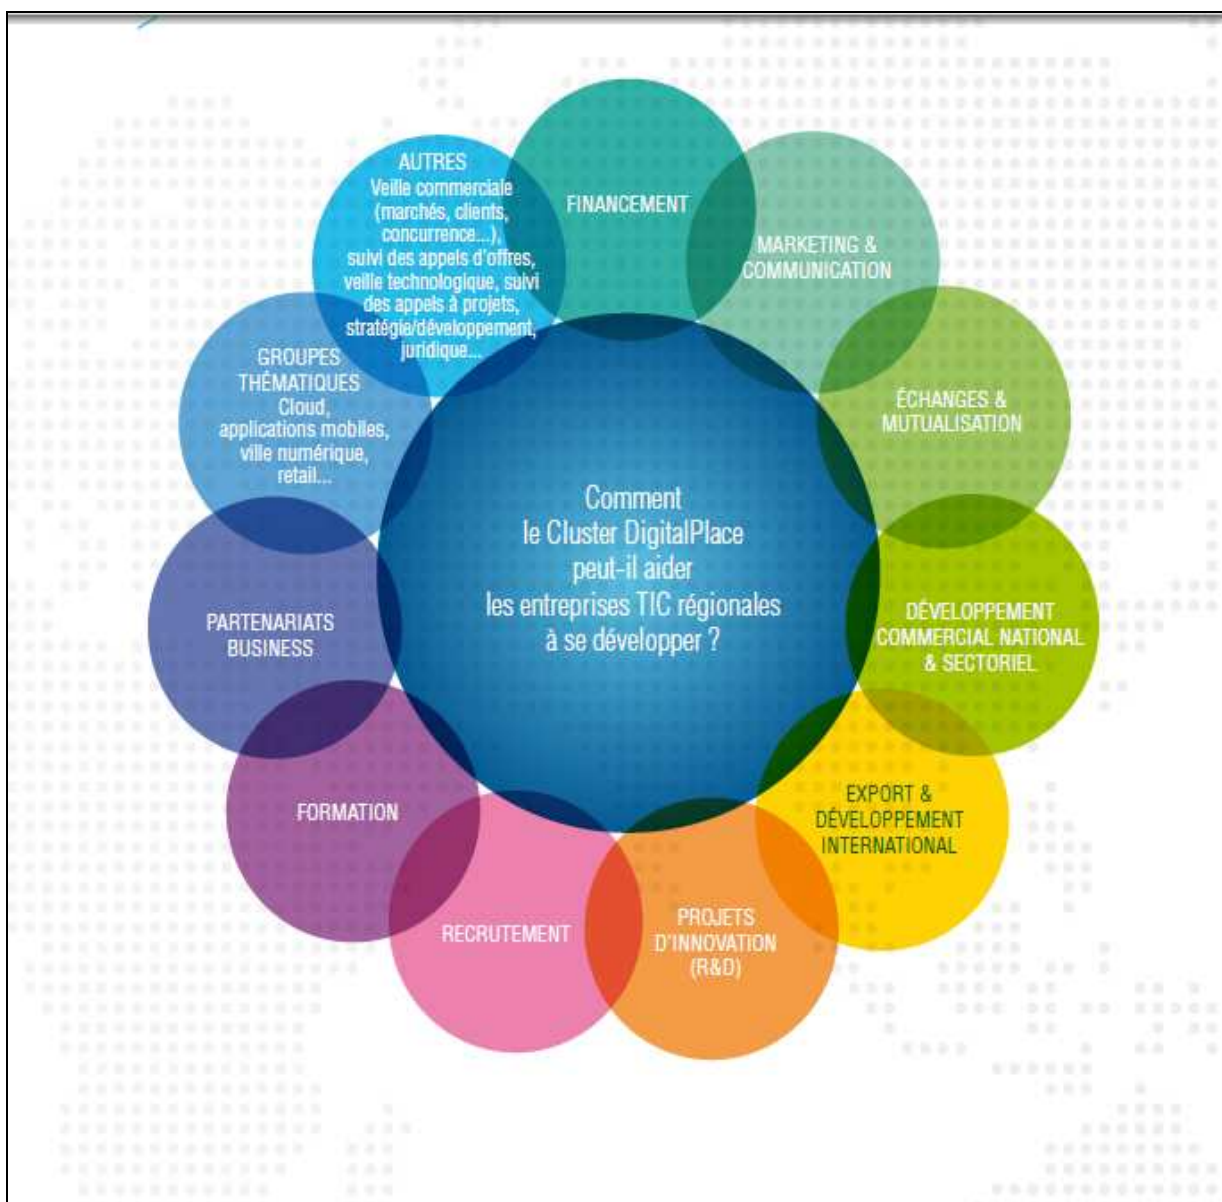 AUTRES
Veille commerciale
(marchés, clients,
concurrence...),
suivi des appels d'offres,
veille technologique, suivi
des appels à projets,
stratégie/développement,
juridique...
FINANCEMENT
MARKETING &
COMMUNICATION
ÉCHANGES &
MUTUALISATION
DÉVELOPPEMENT
COMMERCIAL NATIONAL
& SECTORIEL
EXPORT &
DÉVELOPPEMENT
INTERNATIONAL
PROJETS
D'INNOVATION
(R&D)
RECRUTEMENT
FORMATION
PARTENARIATS
BUSINESS
GROUPES
THÉMATIQUES
Cloud,
applications mobiles,
ville numérique,
retail...
Comment
le Cluster DigitalPlace
peut-il aider
les entreprises TIC régionales
à se développer ?